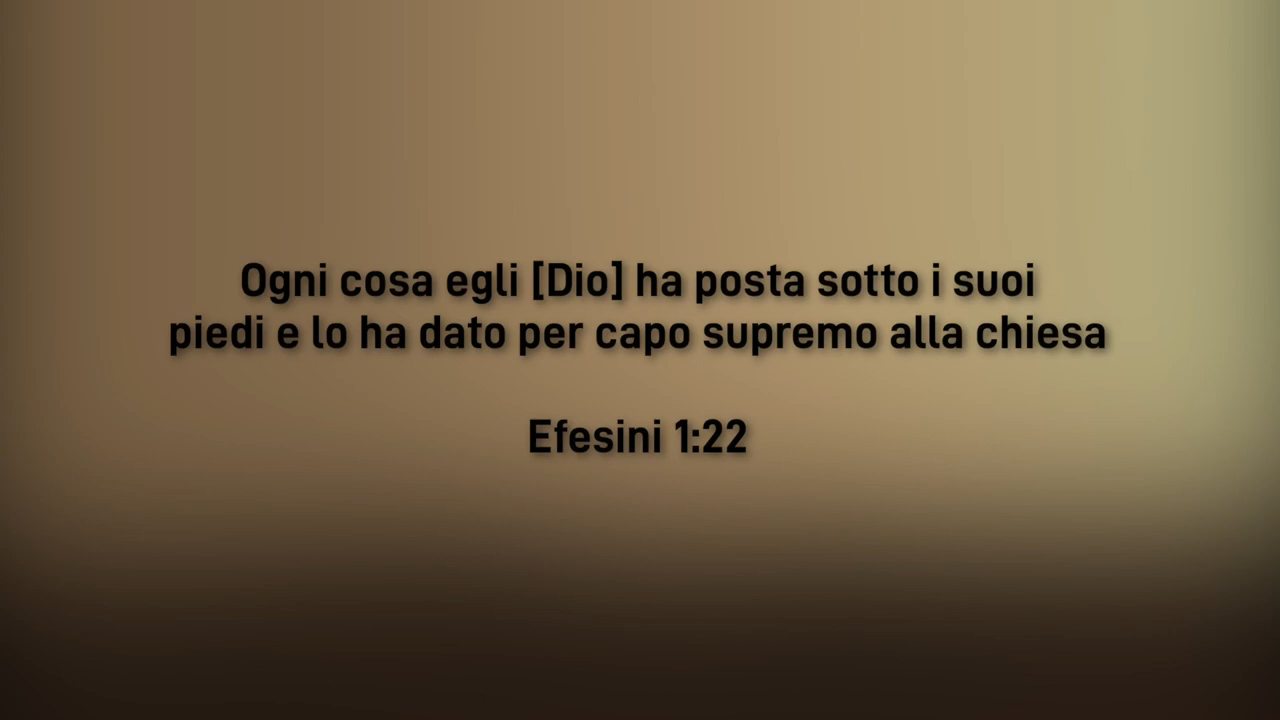 Ogni cosa egli [Dio] ha posta sotto i suoi
piedi e lo ha dato per capo supremo alla chiesa
Efesini 1:22